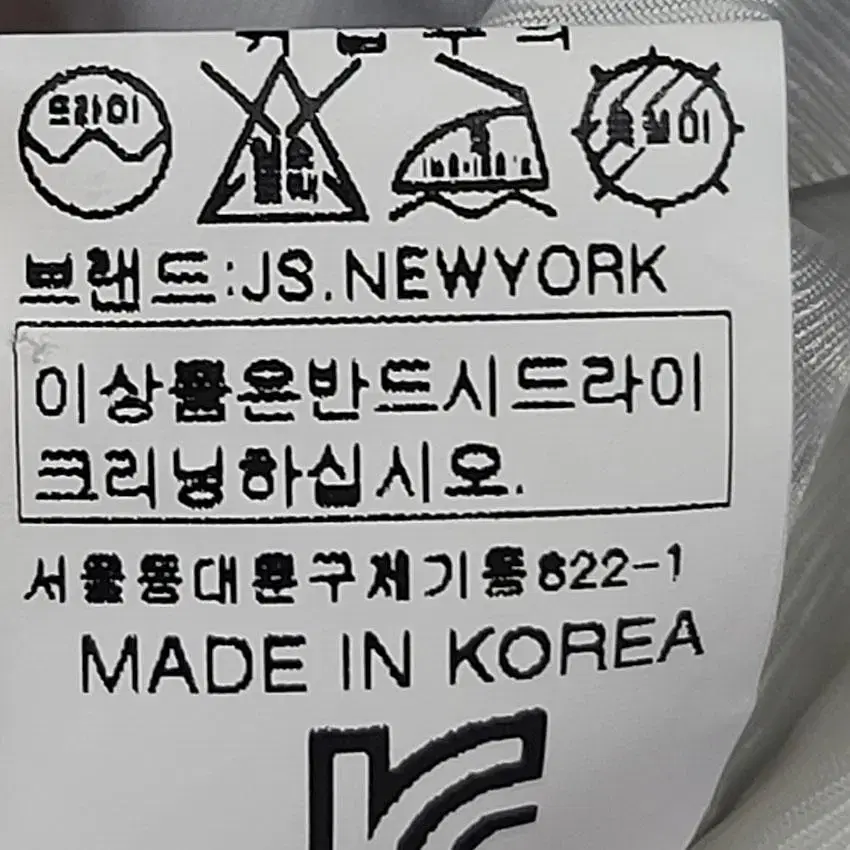 드라이
브랜드:JS.NEWYORK
이상품은반드시드라이
크리닝하십시오.
서울동대문구제기동822-1
MADE IN KOREA